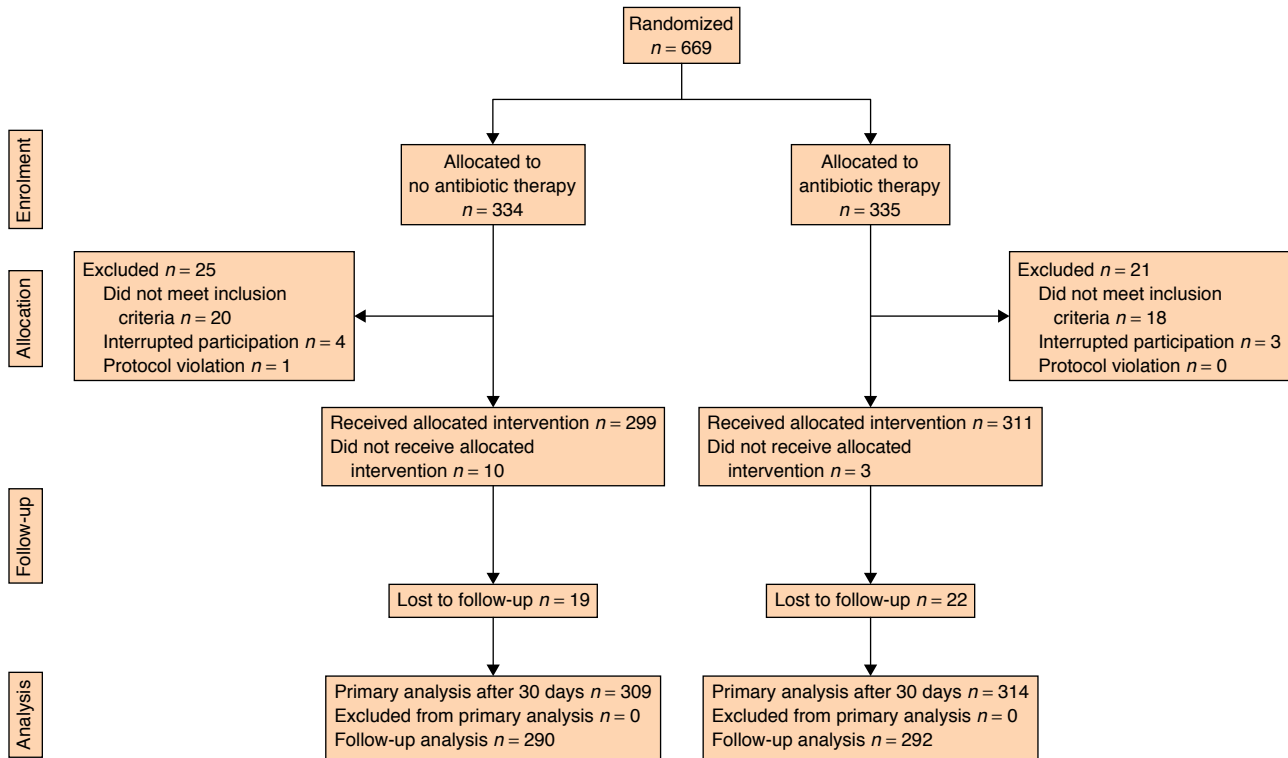 Randomized
n = 669
Enrolment
Allocated to
no antibiotic therapy
n = 334
Allocated to
antibiotic therapy
n = 335
Allocation
Excluded n = 25
Did not meet inclusion
criteria n = 20
Interrupted participation n = 4
Protocol violation n = 1
Excluded n = 21
Did not meet inclusion
criteria n = 18
Interrupted participation n = 3
Protocol violation n = 0
Received allocated intervention n = 299
Did not receive allocated
intervention n = 10
Received allocated intervention n = 311
Did not receive allocated
intervention n = 3
Follow-up
Lost to follow-up n = 19
Lost to follow-up n = 22
Analysis
Primary analysis after 30 days n = 309
Excluded from primary analysis n = 0
Follow-up analysis n = 290
Primary analysis after 30 days n = 314
Excluded from primary analysis n = 0
Follow-up analysis n = 292